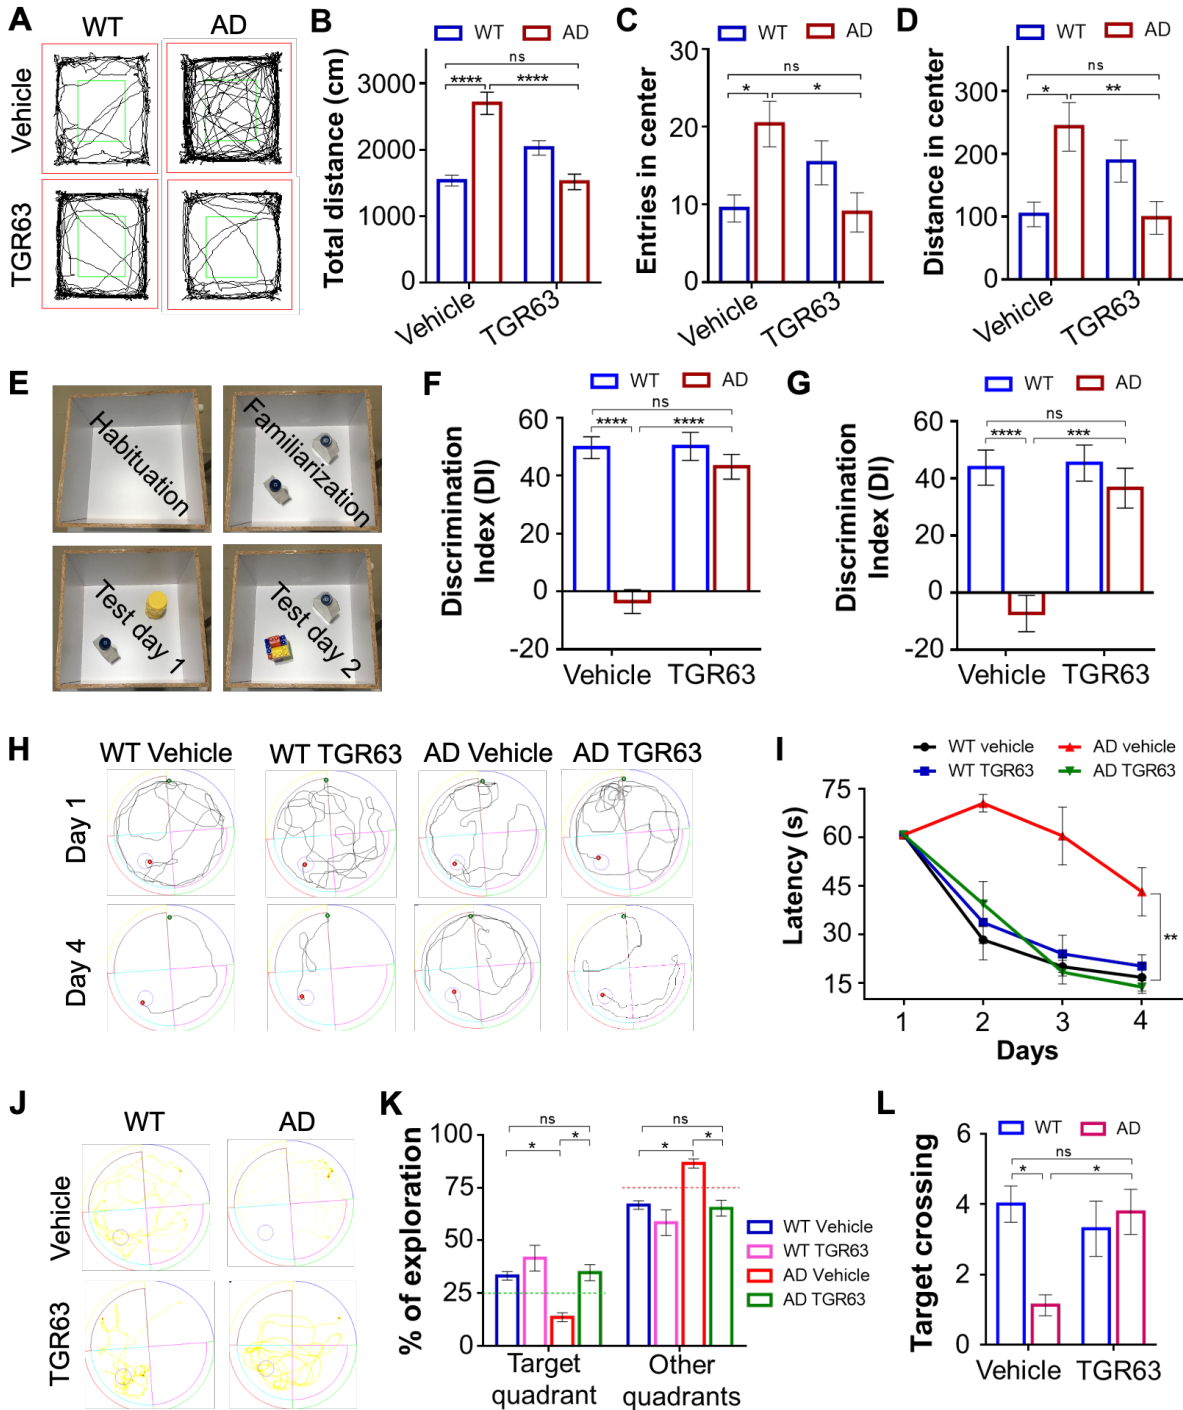 A
WT
AD
Vehicle
TGR63
B
WT
AD
Total distance (cm)
3000
2000
1000
0
ns
****
****
Vehicle
TGR63
C
WT
AD
Entries in center
30
20
10
0
ns
*
*
Vehicle
TGR63
D
WT
AD
Distance in center
300
200
100
0
ns
*
**
Vehicle
TGR63
E
Habituation
Familiarization
Test day 1
Test day 2
F
WT
AD
Discrimination
Index (DI)
60
40
20
0
-20
ns
****
****
Vehicle
TGR63
G
WT
AD
Discrimination
Index (DI)
60
40
20
0
-20
ns
****
***
Vehicle
TGR63
H
WT Vehicle
WT TGR63
AD Vehicle
AD TGR63
Day 1
Day 4
I
WT vehicle
AD vehicle
WT TGR63
AD TGR63
Latency (s)
75
60
45
30
15
**
1
2
3
4
Days
J
WT
AD
Vehicle
TGR63
K
% of exploration
100
75
50
25
0
ns
*
*
ns
*
*
Target
quadrant
Other
quadrants
WT Vehicle
WT TGR63
AD Vehicle
AD TGR63
L
WT
AD
Target crossing
6
4
2
0
ns
*
*
Vehicle
TGR63